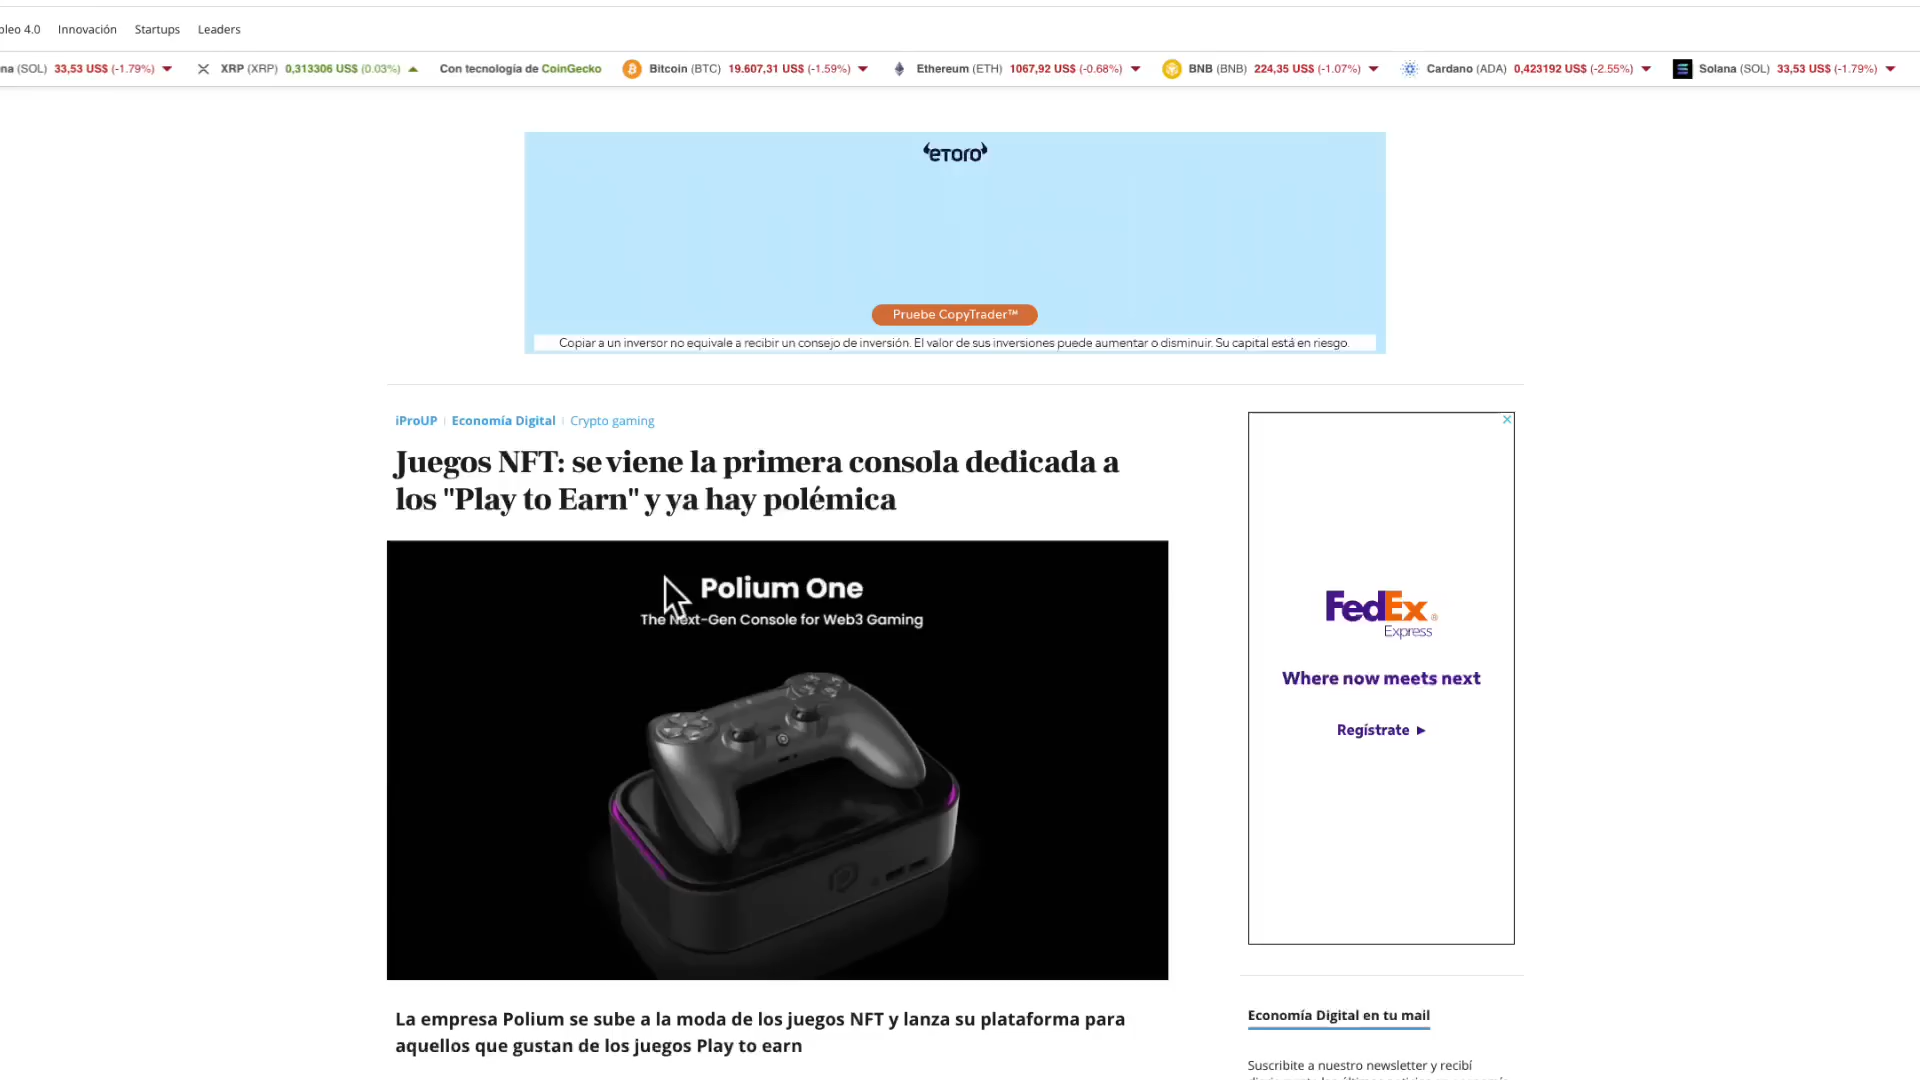 4.0 Innovación Startups Leaders
(SOL) 33,53 US$ (-1.79%) XRP (XRP) 0,313306 US$ (0.03%) Con tecnología de CoinGecko Bitcoin (BTC) 19.607,31 US$ (-1.59%) Ethereum (ETH) 1067,92 US$ (-0.68%) BNB (BNB) 224,35 US$ (-1.07%) Cardano (ADA) 0,423192 US$ (-2.55%) Solana (SOL) 33,53 US$ (-1.79%)
eToro
Pruebe CopyTrader™
Copiar a un inversor no equivale a recibir un consejo de inversión. El valor de sus inversiones puede aumentar o disminuir. Su capital está en riesgo.
iProUP | Economía Digital | Crypto gaming
Juegos NFT: se viene la primera consola dedicada a
los "Play to Earn" y ya hay polémica
Polium One
The Next-Gen Console for Web3 Gaming
La empresa Polium se sube a la moda de los juegos NFT y lanza su plataforma para
aquellos que gustan de los juegos Play to earn
FedEx®
Express
Where now meets next
Regístrate ►
Economía Digital en tu mail
Suscribite a nuestro newsletter y recibí